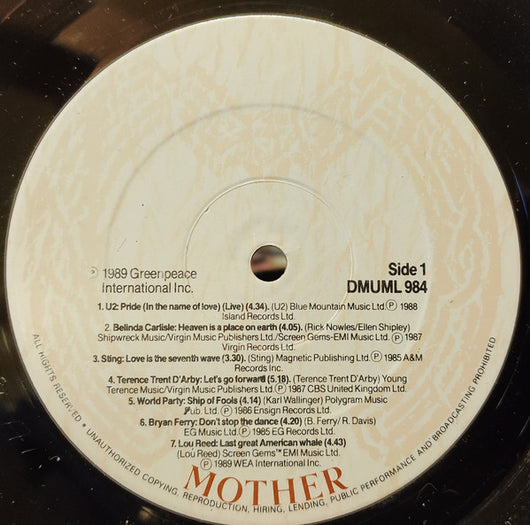 ℗ 1989 Greenpeace
International Inc.
Side 1
DMUML 984
1. U2: Pride (In the name of love) (Live) (4.34). (U2) Blue Mountain Music Ltd. ℗ 1988
Island Records Ltd.
2. Belinda Carlisle: Heaven is a place on earth (4.05). (Rick Nowles/Ellen Shipley)
Shipwreck Music/Virgin Music Publishers Ltd./Screen Gems-EMI Music Ltd. ℗ 1987
Virgin Records Ltd.
3. Sting: Love is the seventh wave (3.30). (Sting) Magnetic Publishing Ltd. ℗ 1985 A&M
Records Inc.
4. Terence Trent D'Arby: Let's go forward (5.18). (Terence Trent D'Arby) Young
Terence Music/Virgin Music Publishers Ltd ℗ 1987 CBS United Kingdom Ltd.
5. World Party: Ship of Fools (4.14) (Karl Wallinger) Polygram Music
Pub. Ltd. ℗ 1986 Ensign Records Ltd.
6. Bryan Ferry: Don't stop the dance (4.20) (B. Ferry/R. Davis)
EG Music Ltd. ℗ 1985 EG Records Ltd.
7. Lou Reed: Last great American whale (4.43)
(Lou Reed) Screen Gems™ EMI Music Ltd.
℗ 1989 WEA International Inc.
MOTHER
ALL RIGHTS RESERVED • UNAUTHORIZED COPYING, REPRODUCTION, HIRING, LENDING, PUBLIC PERFORMANCE AND BROADCASTING PROHIBITED